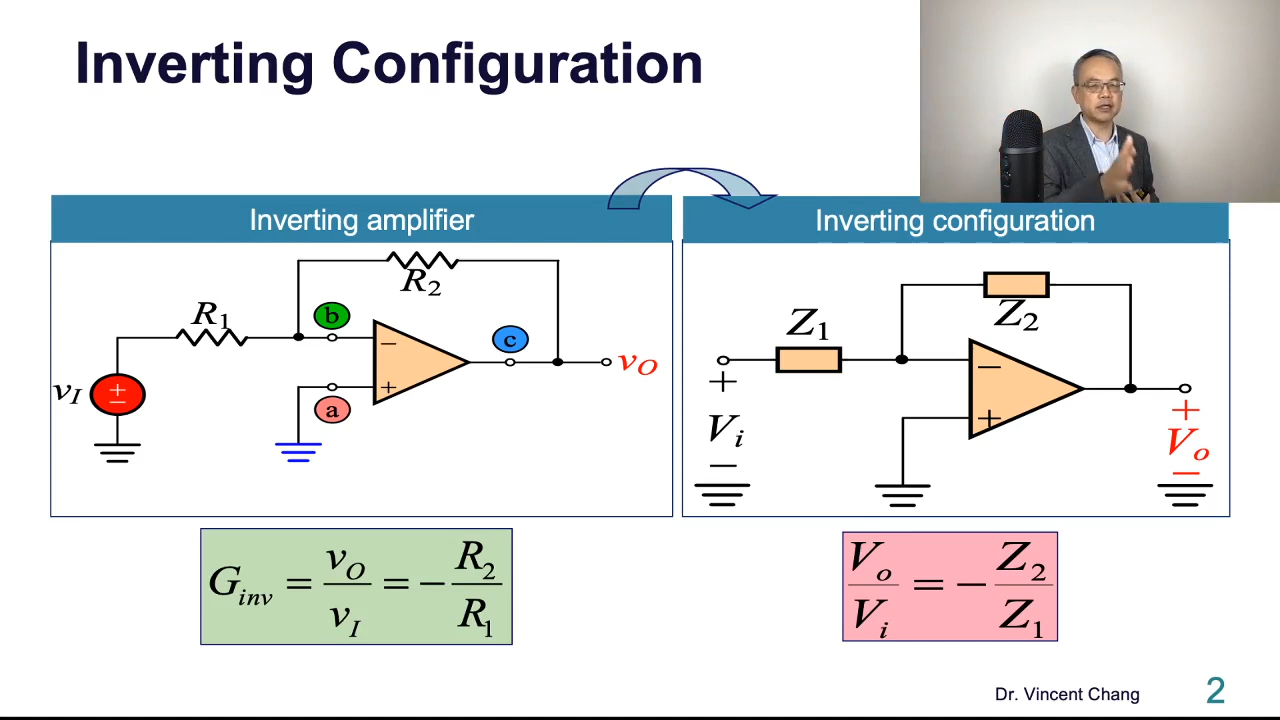 Inverting Configuration
Inverting amplifier
R2
R1
b
−
c
vO
vI
+
a
Inverting configuration
Z2
Z1
−
+
+
Vi
−
+
Vo
−
Ginv = vO/vI = −R2/R1
Vo/Vi = −Z2/Z1
Dr. Vincent Chang
2